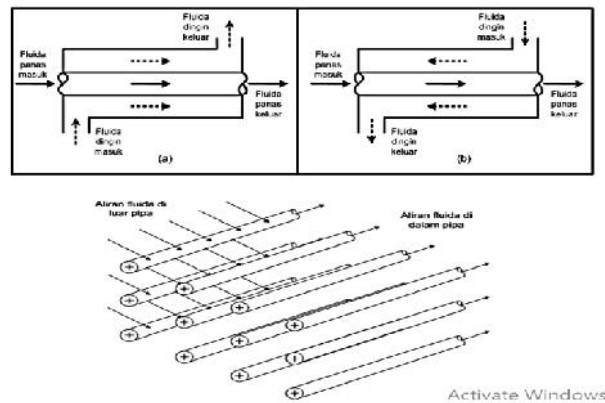 Fluida
dingin
keluar
Fluida
panas
masuk
Fluida
panas
keluar
Fluida
dingin
masuk
(a)
Fluida
dingin
masuk
Fluida
panas
masuk
Fluida
panas
keluar
Fluida
dingin
keluar
(b)
Aliran fluida di
luar pipa
Aliran fluida di
dalam pipa
Activate Windows